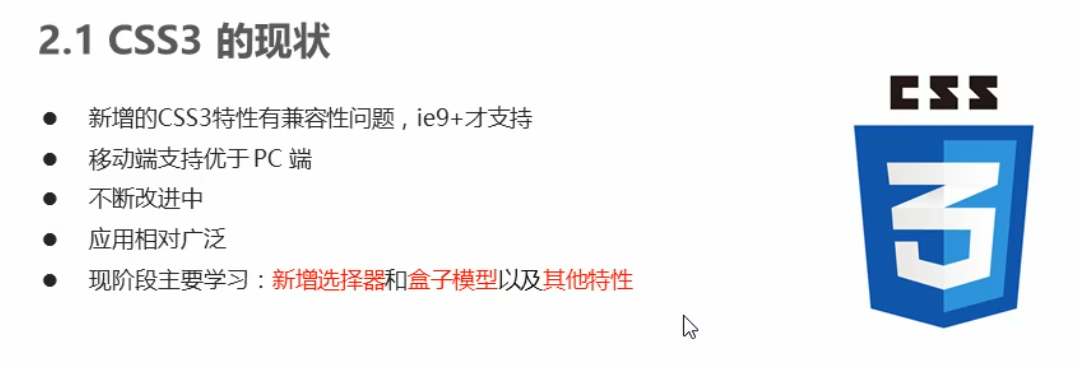 2.1 CSS3 的现状
● 新增的CSS3特性有兼容性问题，ie9+才支持
● 移动端支持优于 PC 端
● 不断改进中
● 应用相对广泛
● 现阶段主要学习：新增选择器和盒子模型以及其他特性
CSS
3